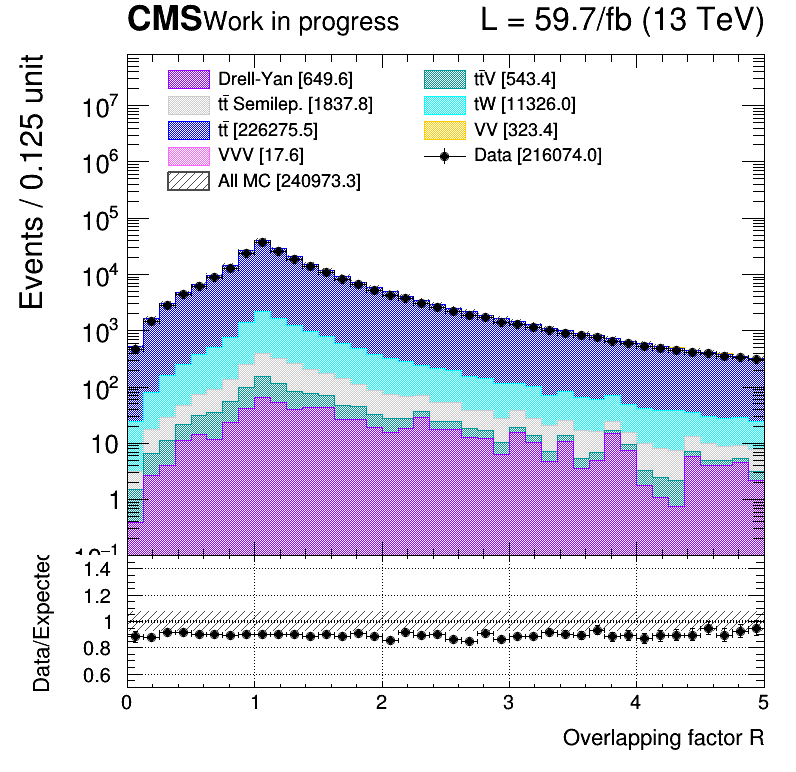 CMS Work in progress L = 59.7/fb (13 TeV)
Events / 0.125 unit
Drell-Yan [649.6]
tt̄ Semilep. [1837.8]
tt̄ [226275.5]
VVV [17.6]
All MC [240973.3]
tt̄V [543.4]
tW [11326.0]
VV [323.4]
Data [216074.0]
10⁷
10⁶
10⁵
10⁴
10³
10²
10
1
10⁻¹
Data/Expected
1.4
1.2
1
0.8
0.6
0 1 2 3 4 5
Overlapping factor R